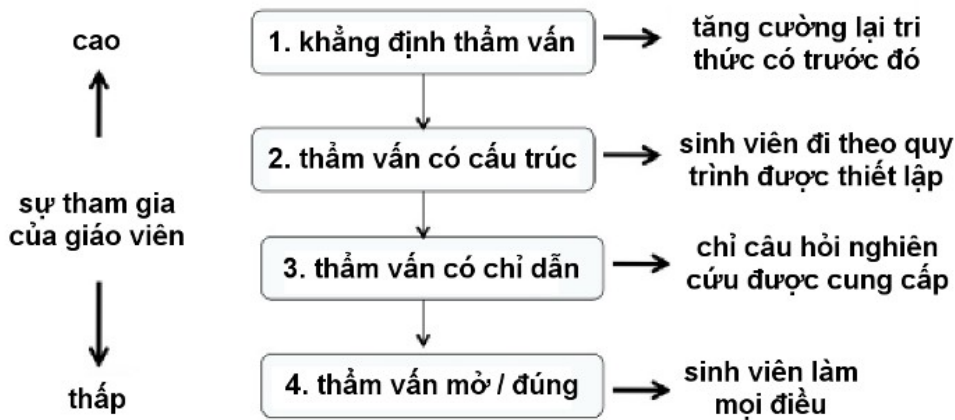 cao
1. khẳng định thẩm vấn
tăng cường lại tri
thức có trước đó
2. thẩm vấn có cấu trúc
sinh viên đi theo quy
trình được thiết lập
sự tham gia
của giáo viên
3. thẩm vấn có chỉ dẫn
chỉ câu hỏi nghiên
cứu được cung cấp
thấp
4. thẩm vấn mở / đúng
sinh viên làm
mọi điều